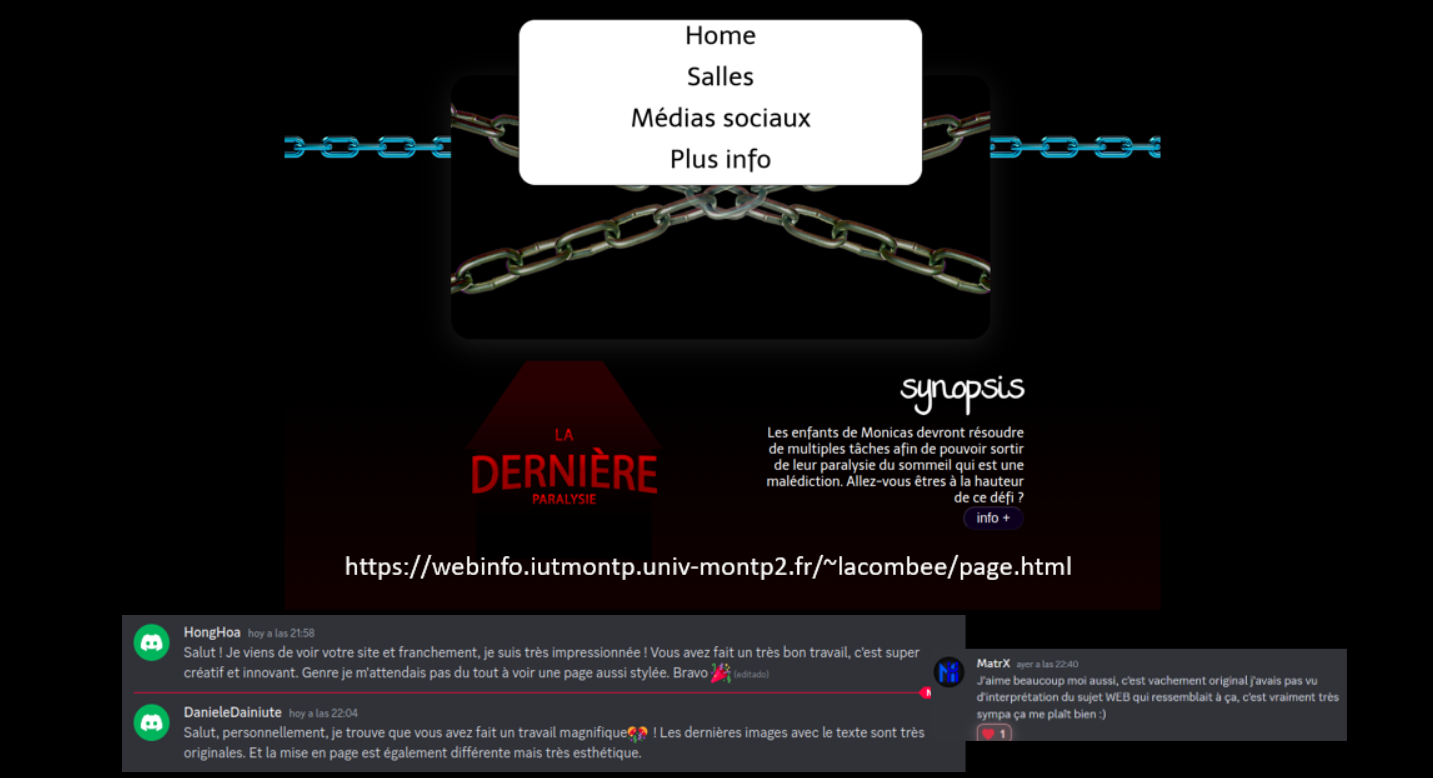 Home
Salles
Médias sociaux
Plus info
LA
DERNIÈRE
PARALYSIE
synopsis
Les enfants de Monicas devront résoudre
de multiples tâches afin de pouvoir sortir
de leur paralysie du sommeil qui est une
malédiction. Allez-vous êtres à la hauteur
de ce défi ?
info +
https://webinfo.iutmontp.univ-montp2.fr/~lacombee/page.html
HongHoa hoy a las 21:58
Salut ! Je viens de voir votre site et franchement, je suis très impressionnée ! Vous avez fait un très bon travail, c'est super
créatif et innovant. Genre je m'attendais pas du tout à voir une page aussi stylée. Bravo 🎉 (editado)
DanieleDainiute hoy a las 22:04
Salut, personnellement, je trouve que vous avez fait un travail magnifique ! Les dernières images avec le texte sont très
originales. Et la mise en page est également différente mais très esthétique.
MatrX ayer a las 22:40
J'aime beaucoup moi aussi, c'est vachement original j'avais pas vu
d'interprétation du sujet WEB qui ressemblait à ça, c'est vraiment très
sympa ça me plaît bien :)
❤️ 1